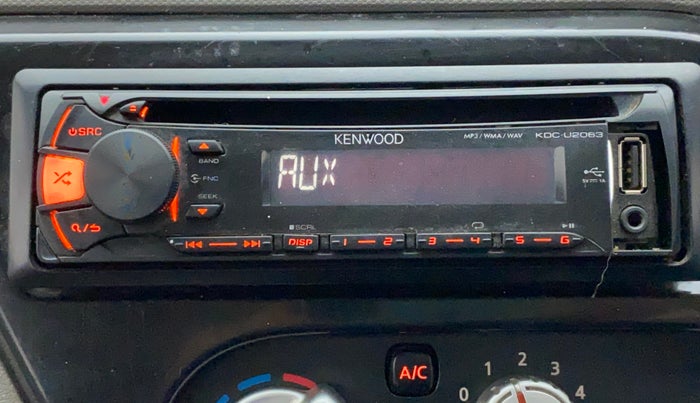 SRC
KENWOOD
MP3/WMA/WAV
KDC-U2063
BAND
FNC
SEEK
AUX
5V 1A
SCRL
DISP
1 2 3 4 5 6
A/C
0 1 2 3 4